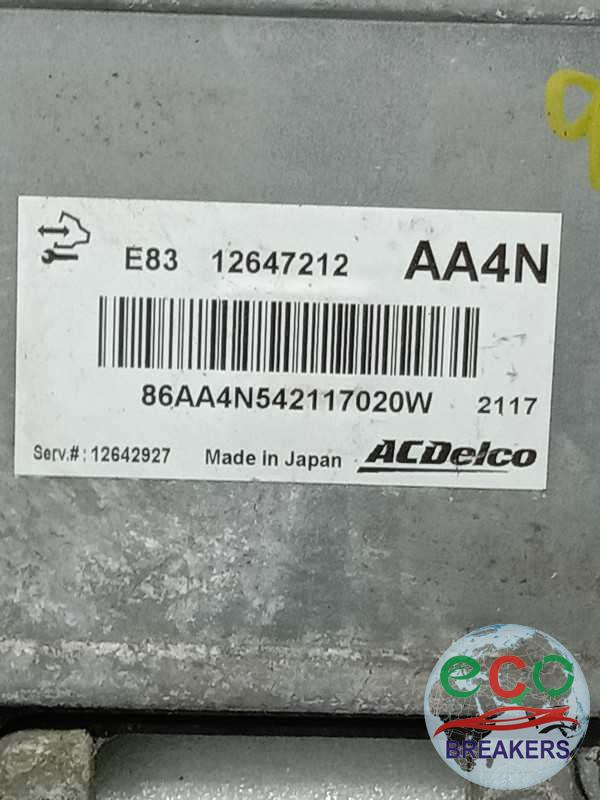 E83 12647212 AA4N
86AA4N542117020W 2117
Serv.#: 12642927 Made in Japan ACDelco
eco
BREAKERS